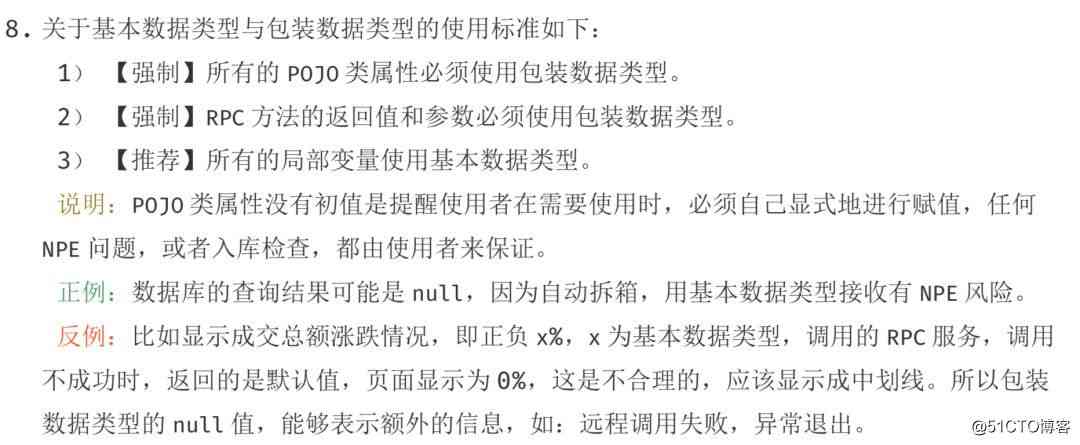 8. 关于基本数据类型与包装数据类型的使用标准如下：
1） 【强制】所有的 POJO 类属性必须使用包装数据类型。
2） 【强制】RPC 方法的返回值和参数必须使用包装数据类型。
3） 【推荐】所有的局部变量使用基本数据类型。
说明：POJO 类属性没有初值是提醒使用者在需要使用时，必须自己显式地进行赋值，任何
NPE 问题，或者入库检查，都由使用者来保证。
正例：数据库的查询结果可能是 null，因为自动拆箱，用基本数据类型接收有 NPE 风险。
反例：比如显示成交总额涨跌情况，即正负 x%，x 为基本数据类型，调用的 RPC 服务，调用
不成功时，返回的是默认值，页面显示为 0%，这是不合理的，应该显示成中划线。所以包装
数据类型的 null 值，能够表示额外的信息，如：远程调用失败，异常退出。
@51CTO博客